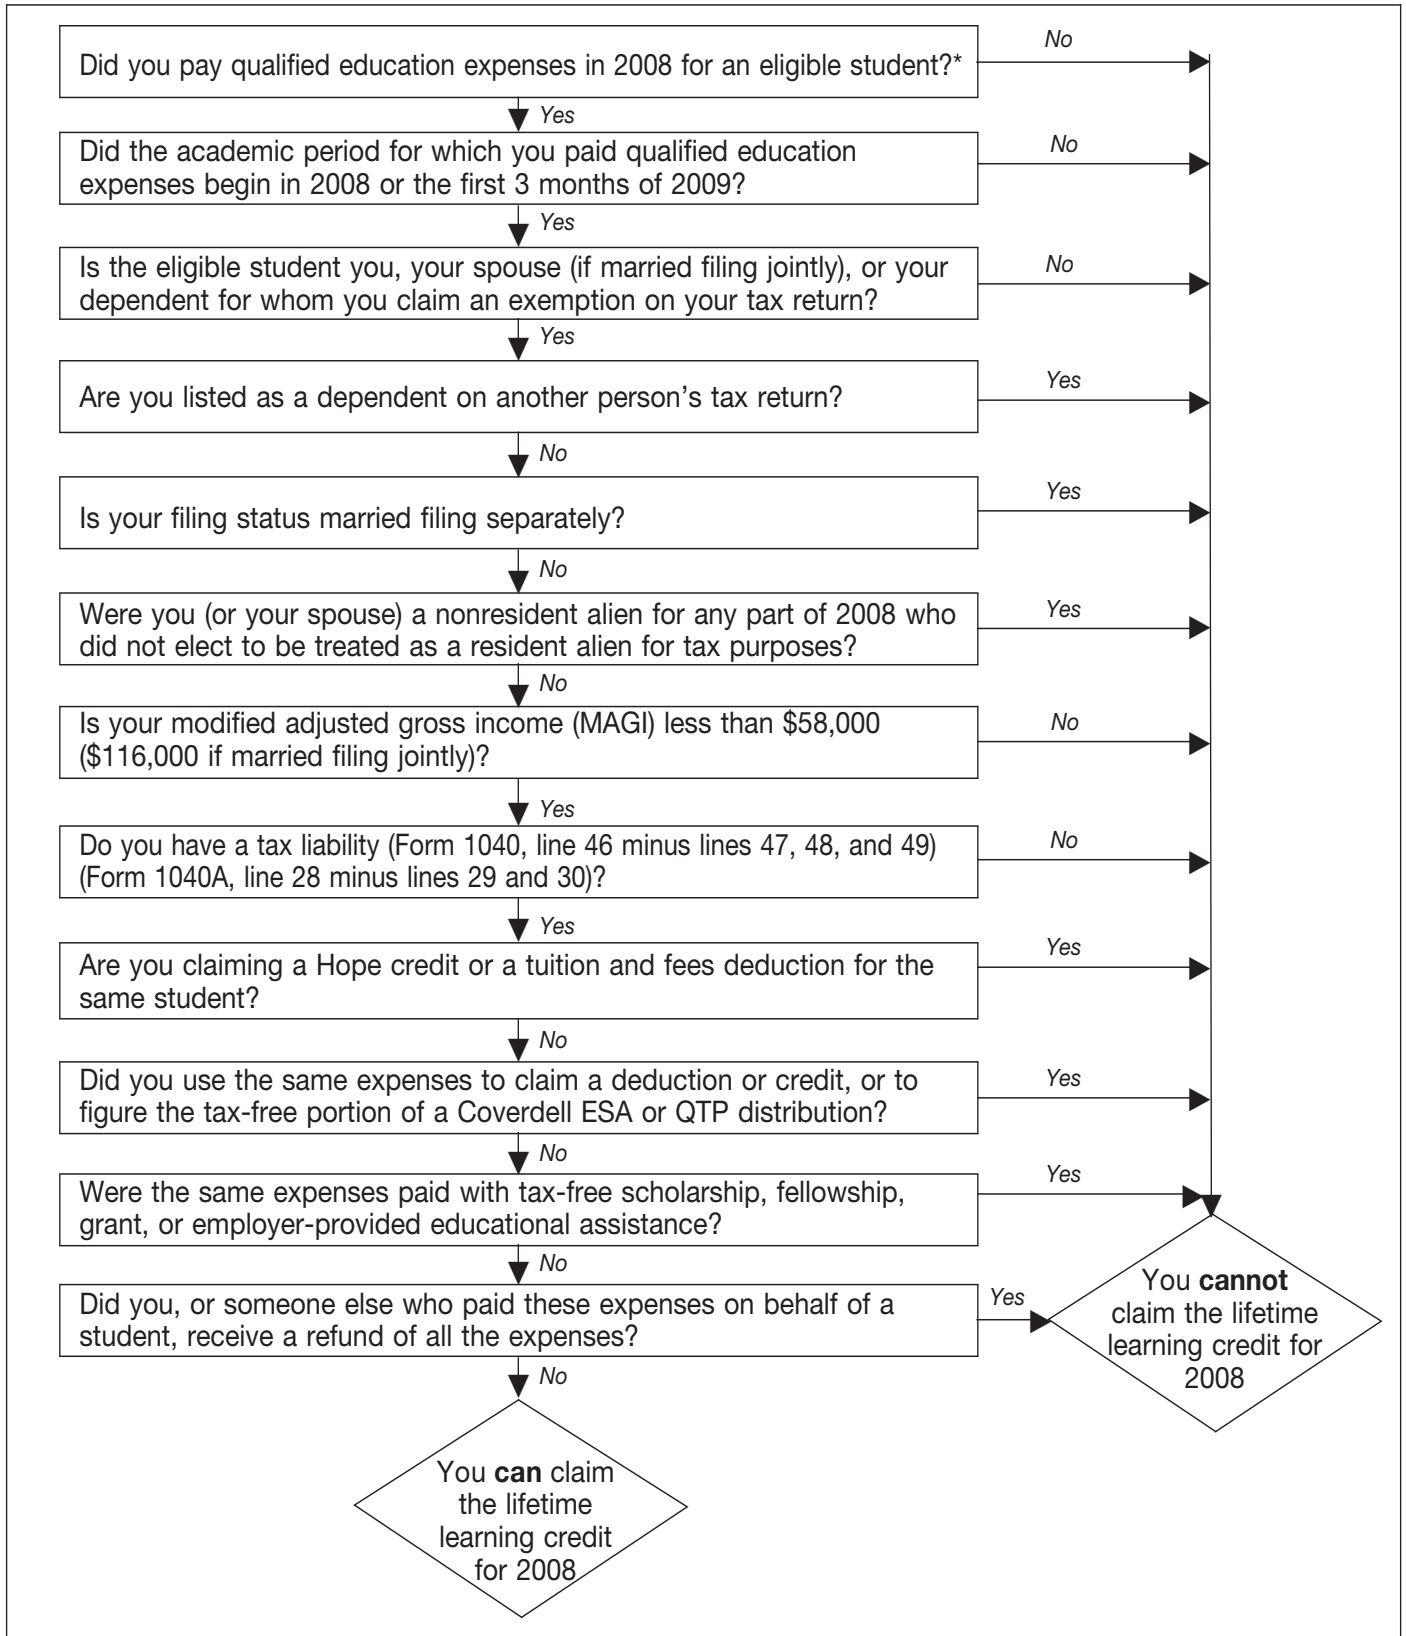 Did you pay qualified education expenses in 2008 for an eligible student?*
No
Yes
Did the academic period for which you paid qualified education
expenses begin in 2008 or the first 3 months of 2009?
No
Yes
Is the eligible student you, your spouse (if married filing jointly), or your
dependent for whom you claim an exemption on your tax return?
No
Yes
Are you listed as a dependent on another person's tax return?
Yes
No
Is your filing status married filing separately?
Yes
No
Were you (or your spouse) a nonresident alien for any part of 2008 who
did not elect to be treated as a resident alien for tax purposes?
Yes
No
Is your modified adjusted gross income (MAGI) less than $58,000
($116,000 if married filing jointly)?
No
Yes
Do you have a tax liability (Form 1040, line 46 minus lines 47, 48, and 49)
(Form 1040A, line 28 minus lines 29 and 30)?
No
Yes
Are you claiming a Hope credit or a tuition and fees deduction for the
same student?
Yes
No
Did you use the same expenses to claim a deduction or credit, or to
figure the tax-free portion of a Coverdell ESA or QTP distribution?
Yes
No
Were the same expenses paid with tax-free scholarship, fellowship,
grant, or employer-provided educational assistance?
Yes
No
Did you, or someone else who paid these expenses on behalf of a
student, receive a refund of all the expenses?
Yes
No
You cannot
claim the lifetime
learning credit for
2008
You can claim
the lifetime
learning credit
for 2008